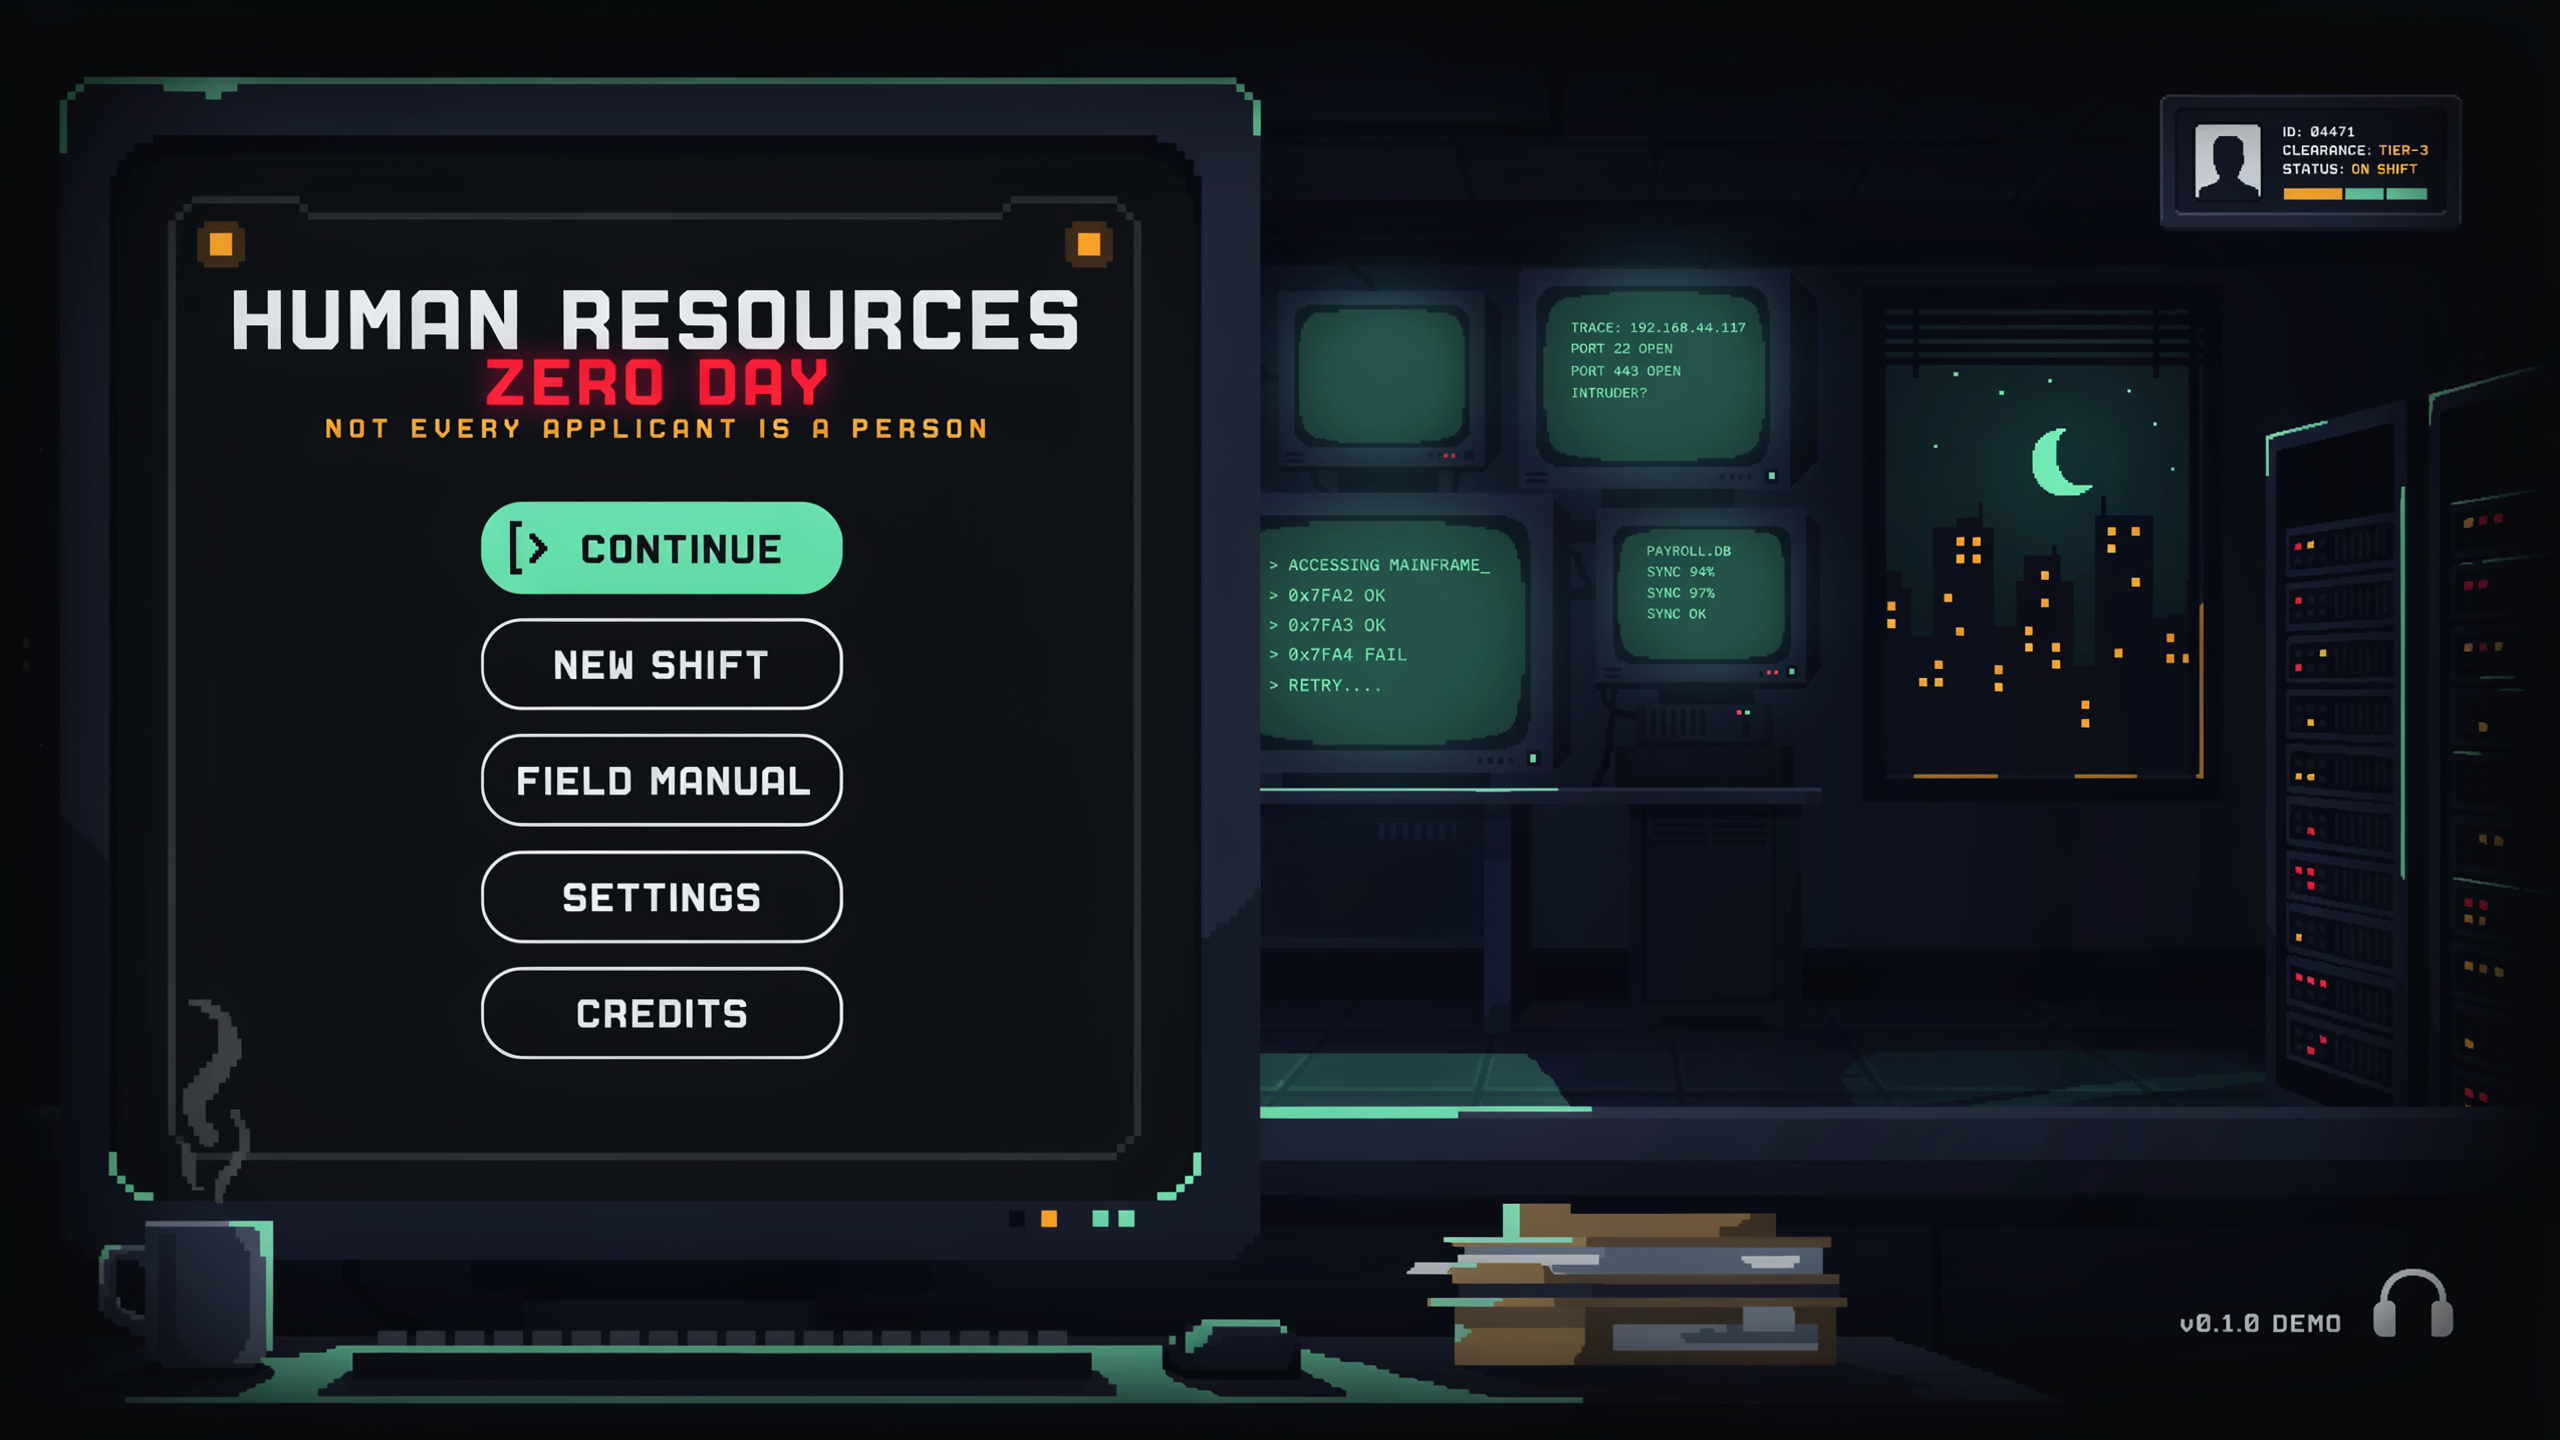 HUMAN RESOURCES
ZERO DAY
NOT EVERY APPLICANT IS A PERSON
[> CONTINUE
NEW SHIFT
FIELD MANUAL
SETTINGS
CREDITS
TRACE: 192.168.44.117
PORT 22 OPEN
PORT 443 OPEN
INTRUDER?
> ACCESSING MAINFRAME_
> 0x7FA2 OK
> 0x7FA3 OK
> 0x7FA4 FAIL
> RETRY....
PAYROLL.DB
SYNC 94%
SYNC 97%
SYNC OK
ID: 04471
CLEARANCE: TIER-3
STATUS: ON SHIFT
v0.1.0 DEMO